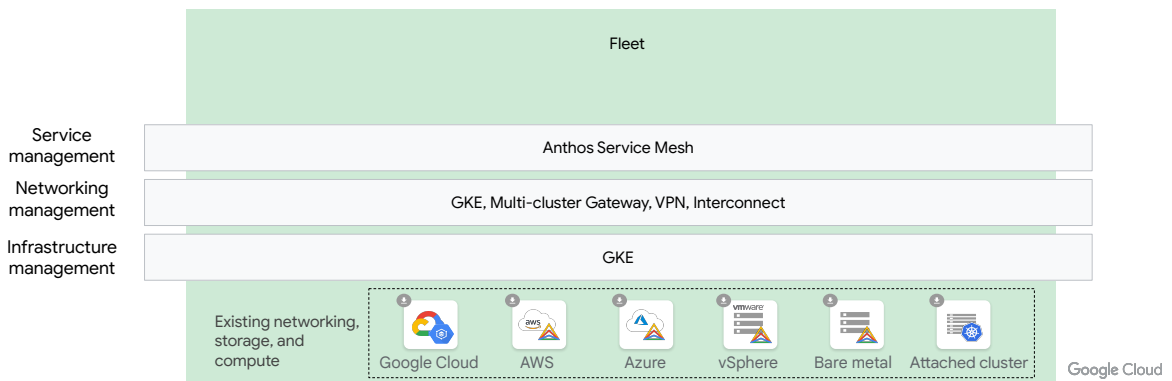 Fleet
Service
management
Anthos Service Mesh
Networking
management
GKE, Multi-cluster Gateway, VPN, Interconnect
Infrastructure
management
GKE
Existing networking,
storage, and
compute
aws
vmware
Google Cloud
AWS
Azure
vSphere
Bare metal
Attached cluster
Google Cloud